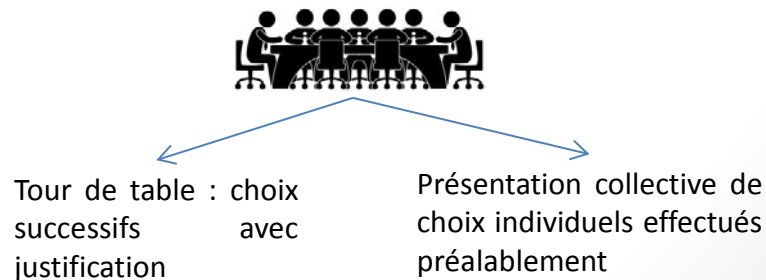 Tour de table : choix
successifs avec
justification
Présentation collective de
choix individuels effectués
préalablement